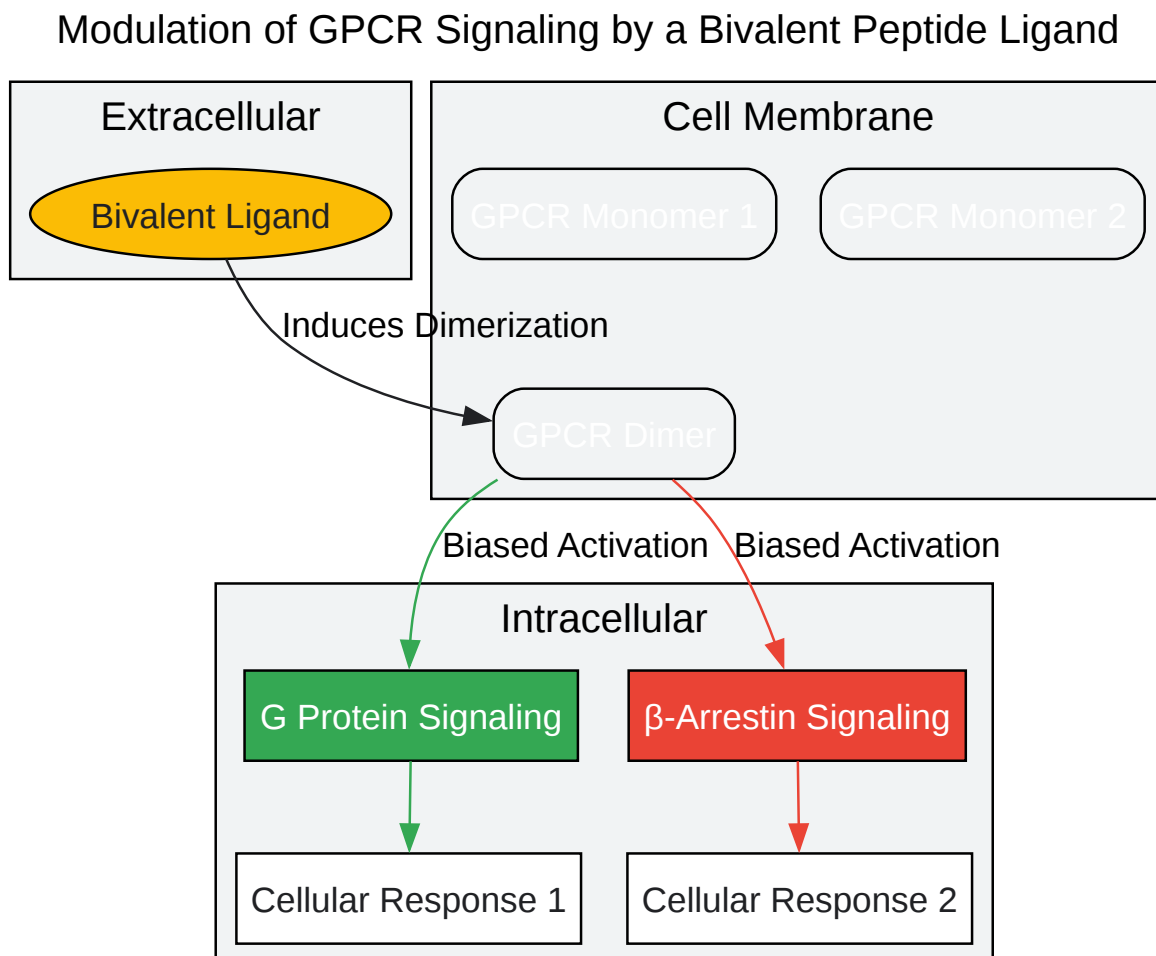 Modulation of GPCR Signaling by a Bivalent Peptide Ligand
Extracellular
Cell Membrane
Bivalent Ligand
GPCR Monomer 1
GPCR Monomer 2
Induces Dimerization
GPCR Dimer
Biased Activation
Biased Activation
Intracellular
G Protein Signaling
β-Arrestin Signaling
Cellular Response 1
Cellular Response 2